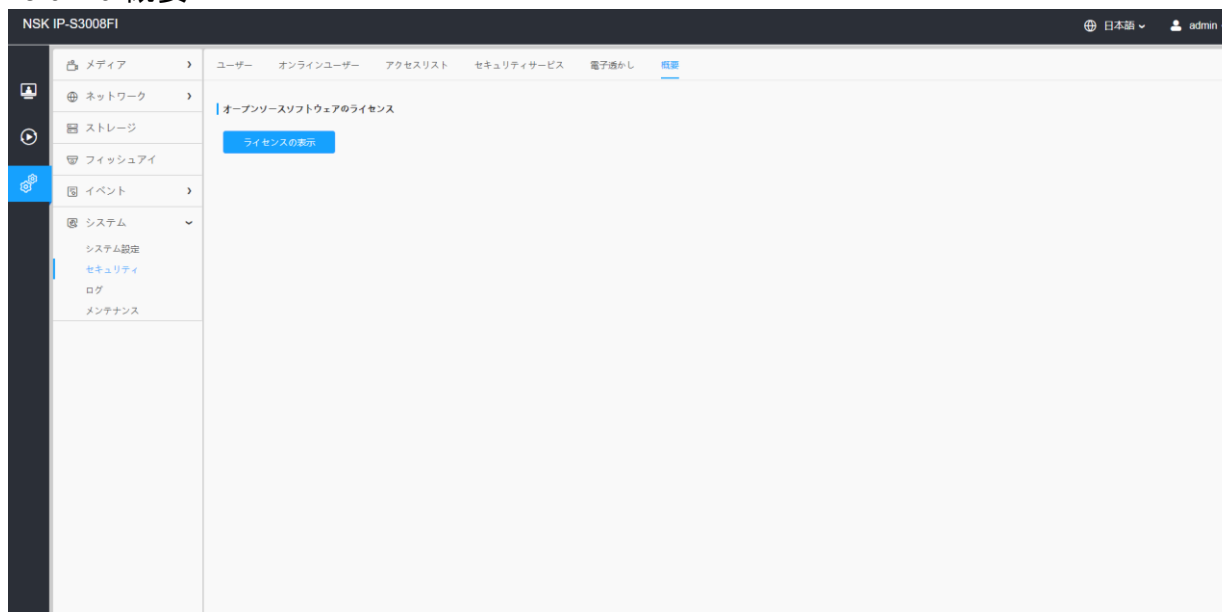 概要
NSK IP-S3008FI
日本語
admin
メディア
ネットワーク
ストレージ
フィッシュアイ
イベント
システム
システム設定
セキュリティ
ログ
メンテナンス
ユーザー オンラインユーザー アクセスリスト セキュリティサービス 電子透かし 概要
オープンソースソフトウェアのライセンス
ライセンスの表示